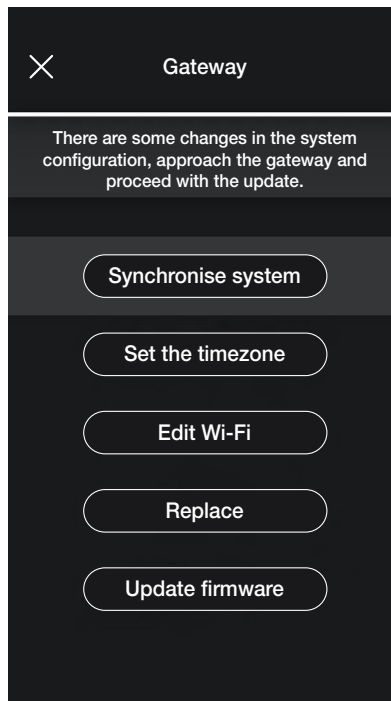 Gateway
There are some changes in the system
configuration, approach the gateway and
proceed with the update.
Synchronise system
Set the timezone
Edit Wi-Fi
Replace
Update firmware